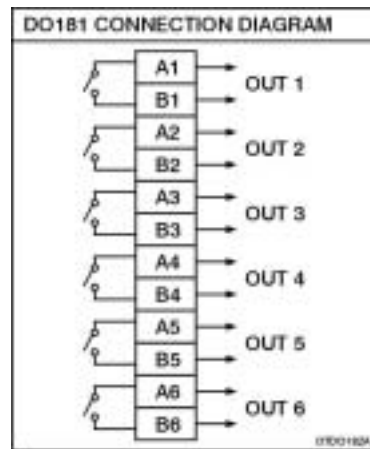 DO181 CONNECTION DIAGRAM
A1
OUT 1
B1
A2
OUT 2
B2
A3
OUT 3
B3
A4
OUT 4
B4
A5
OUT 5
B5
A6
OUT 6
B6